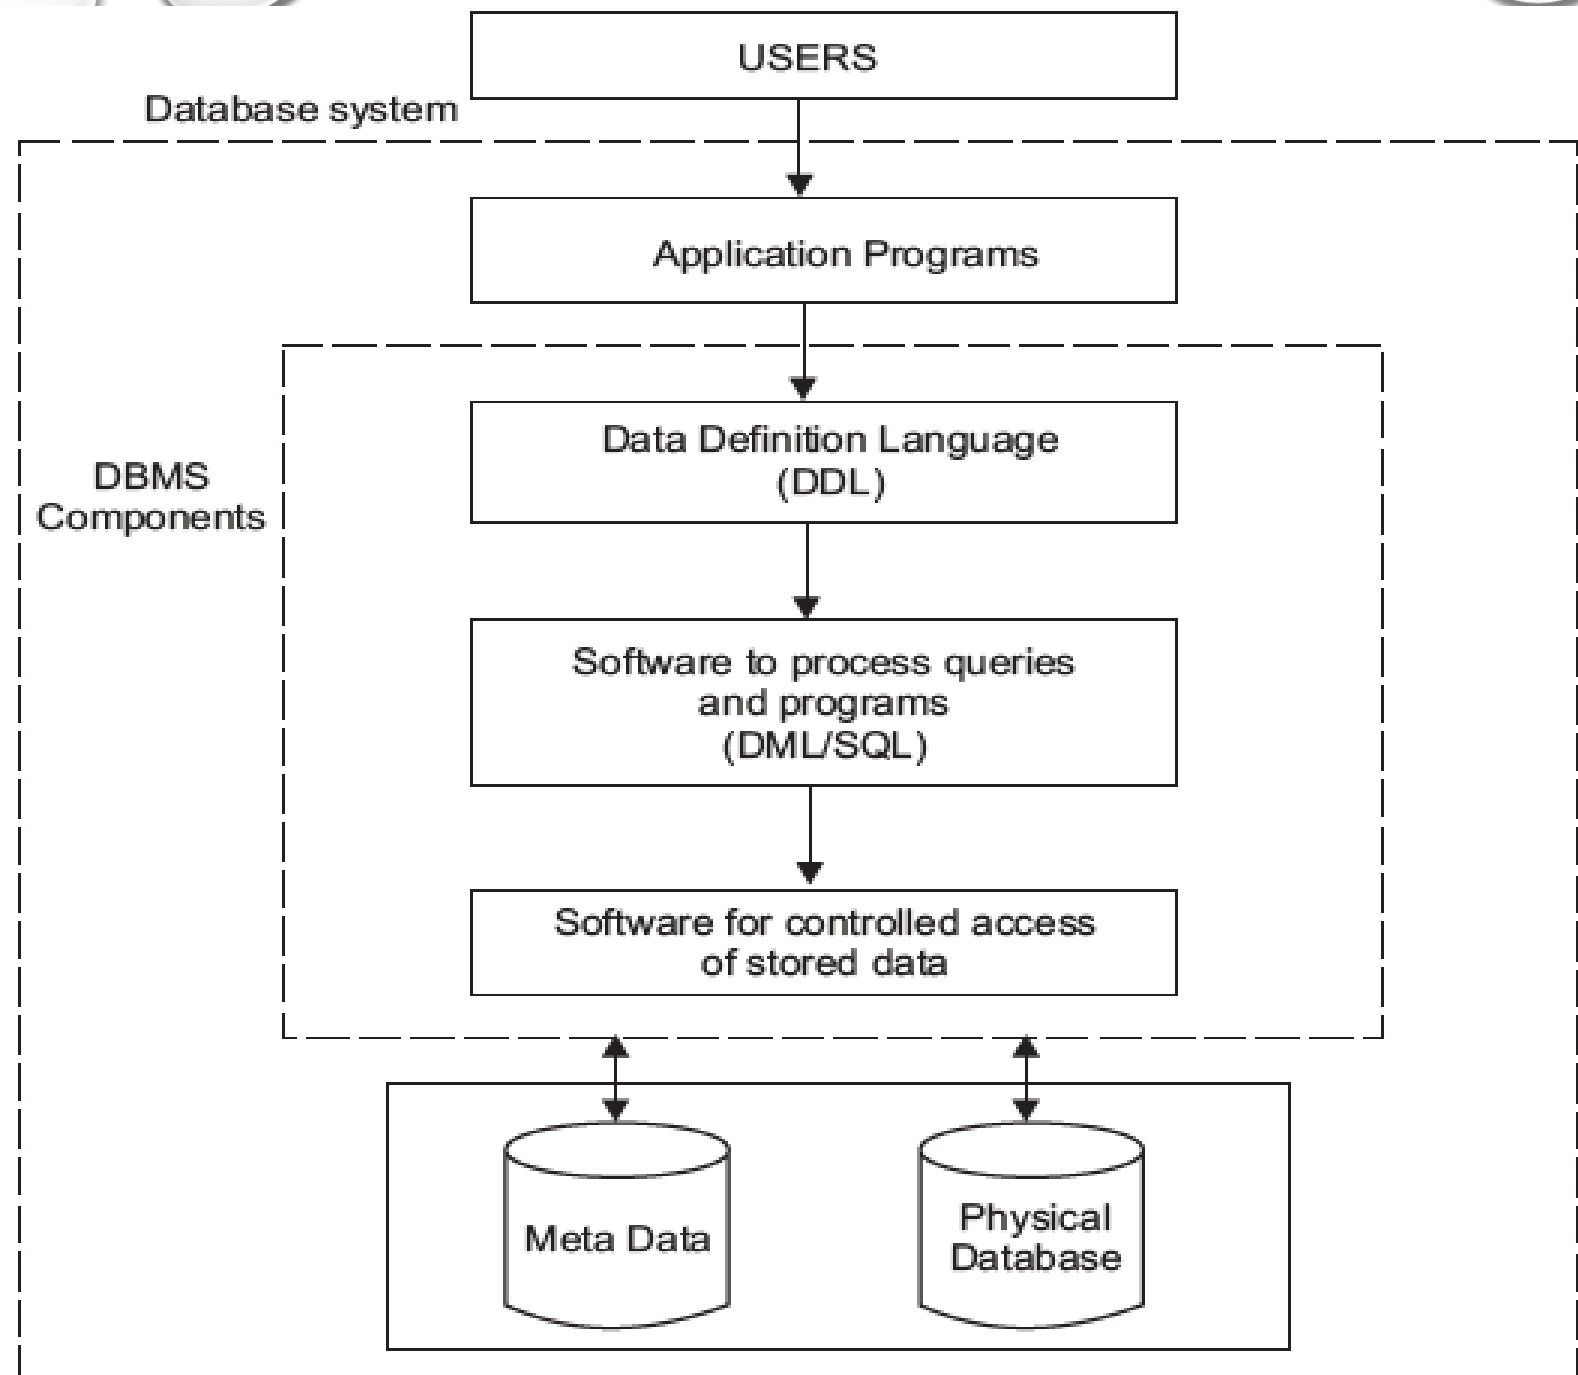 USERS
Database system
Application Programs
Data Definition Language
(DDL)
DBMS
Components
Software to process queries
and programs
(DML/SQL)
Software for controlled access
of stored data
Meta Data
Physical
Database